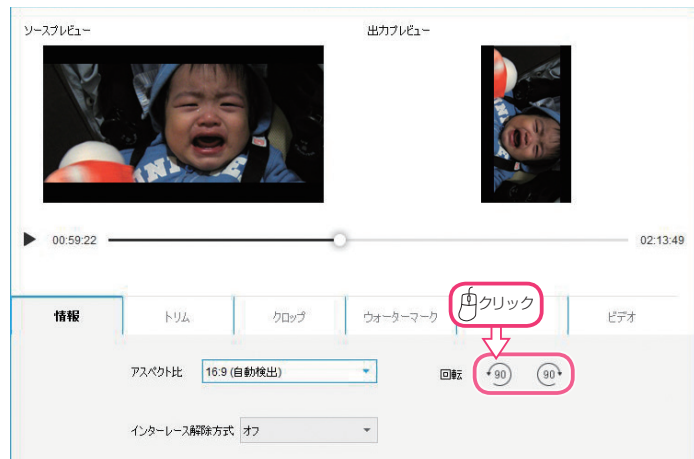 ソースプレビュー
出力プレビュー
00:59:22
02:13:49
情報
トリム
クロップ
ウォーターマーク
クリック
ビデオ
アスペクト比
16:9 (自動検出)
回転
90
90
インターレース解除方式
オフ